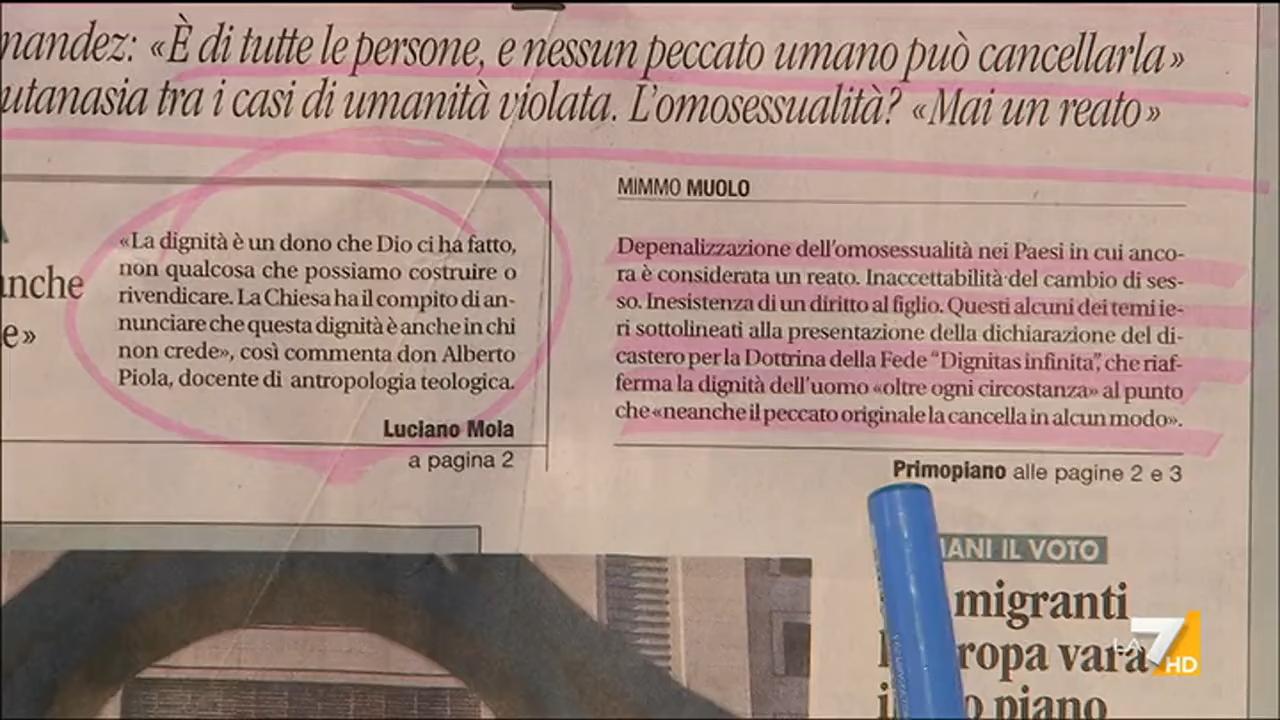 nandez: «È di tutte le persone, e nessun peccato umano può cancellarla»
utanasia tra i casi di umanità violata. L'omosessualità? «Mai un reato»
nche
e»
«La dignità è un dono che Dio ci ha fatto,
non qualcosa che possiamo costruire o
rivendicare. La Chiesa ha il compito di an-
nunciare che questa dignità è anche in chi
non crede», così commenta don Alberto
Piola, docente di antropologia teologica.
Luciano Mola
a pagina 2
MIMMO MUOLO
Depenalizzazione dell'omosessualità nei Paesi in cui anco-
ra è considerata un reato. Inaccettabilità del cambio di ses-
so. Inesistenza di un diritto al figlio. Questi alcuni dei temi ie-
ri sottolineati alla presentazione della dichiarazione del di-
castero per la Dottrina della Fede "Dignitas infinita", che riaf-
ferma la dignità dell'uomo «oltre ogni circostanza» al punto
che «neanche il peccato originale la cancella in alcun modo».
Primopiano alle pagine 2 e 3
ANI IL VOTO
migranti
ropa vara
piano
LA7 HD